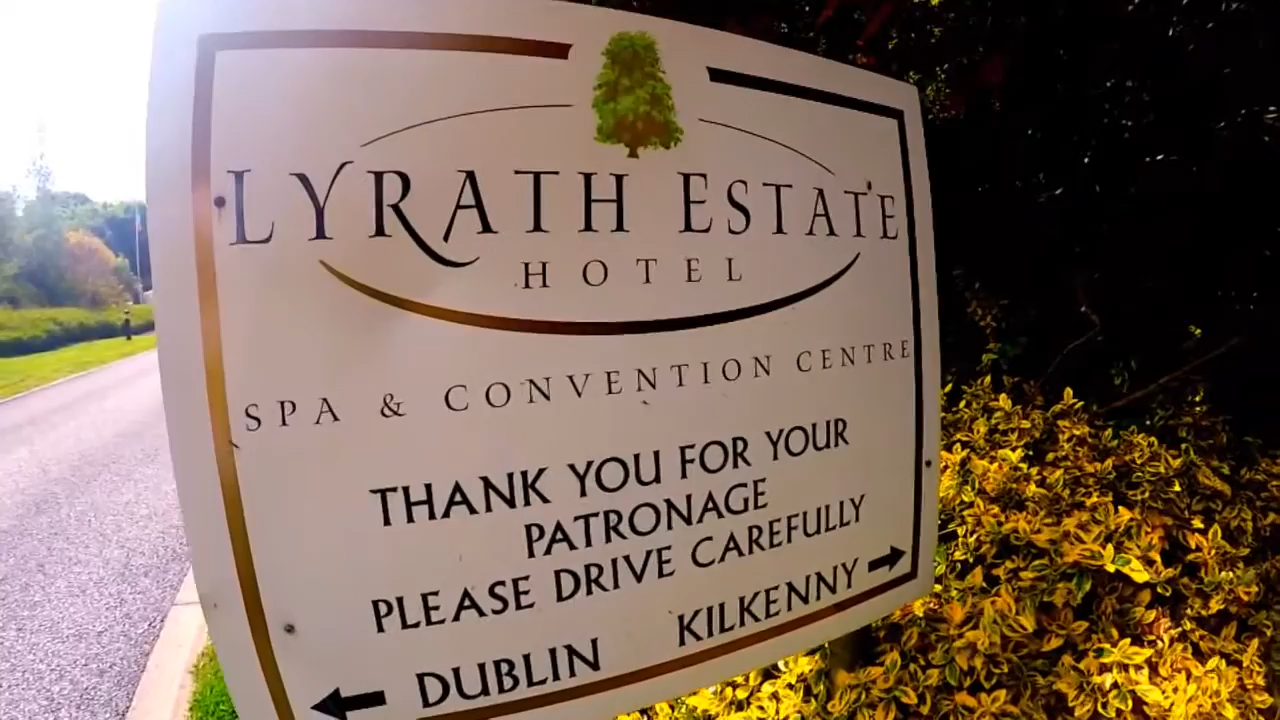 LYRATH ESTATE
HOTEL
SPA & CONVENTION CENTRE
THANK YOU FOR YOUR
PATRONAGE
PLEASE DRIVE CAREFULLY
DUBLIN KILKENNY